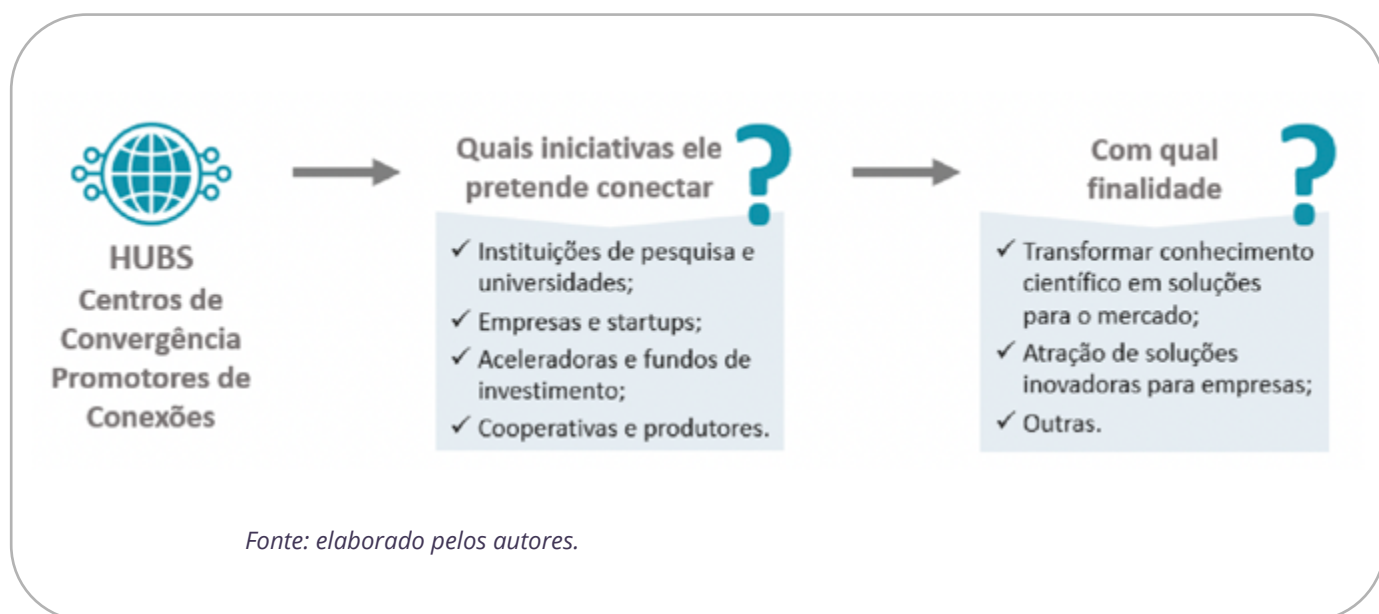 HUBS
Centros de
Convergência
Promotores de
Conexões
Quais iniciativas ele
pretende conectar
?
✓ Instituições de pesquisa e
universidades;
✓ Empresas e startups;
✓ Aceleradoras e fundos de
investimento;
✓ Cooperativas e produtores.
Com qual
finalidade
?
✓ Transformar conhecimento
científico em soluções
para o mercado;
✓ Atração de soluções
inovadoras para empresas;
✓ Outras.
Fonte: elaborado pelos autores.